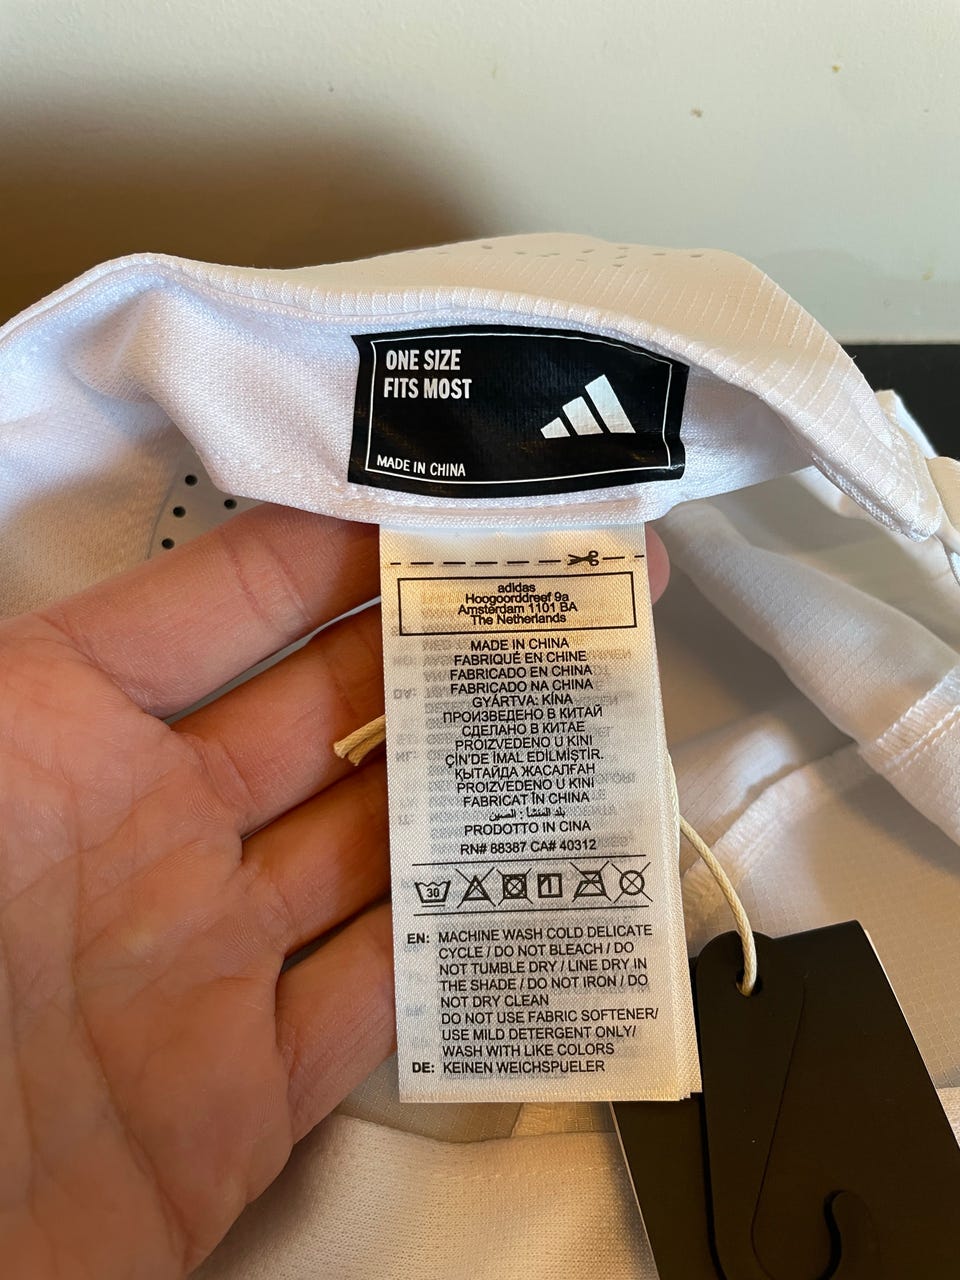 ONE SIZE
FITS MOST
MADE IN CHINA
adidas
Hoogoorddreef 9a
Amsterdam 1101 BA
The Netherlands
MADE IN CHINA
FABRIQUÉ EN CHINE
FABRICADO EN CHINA
FABRICADO NA CHINA
GYÁRTVA: KÍNA
ПРОИЗВЕДЕНО В КИТАЙ
СДЕЛАНО В КИТАЕ
PROIZVEDENO U KINI
ÇİN'DE İMAL EDİLMİŞTİR.
ҚЫТАЙДА ЖАСАЛҒАН
PROIZVEDENO U KINI
FABRICAT ÎN CHINA
بلد المنشأ : الصين
PRODOTTO IN CINA
RN# 88387 CA# 40312
30
EN: MACHINE WASH COLD DELICATE
CYCLE / DO NOT BLEACH / DO
NOT TUMBLE DRY / LINE DRY IN
THE SHADE / DO NOT IRON / DO
NOT DRY CLEAN
DO NOT USE FABRIC SOFTENER/
USE MILD DETERGENT ONLY/
WASH WITH LIKE COLORS
DE: KEINEN WEICHSPUELER